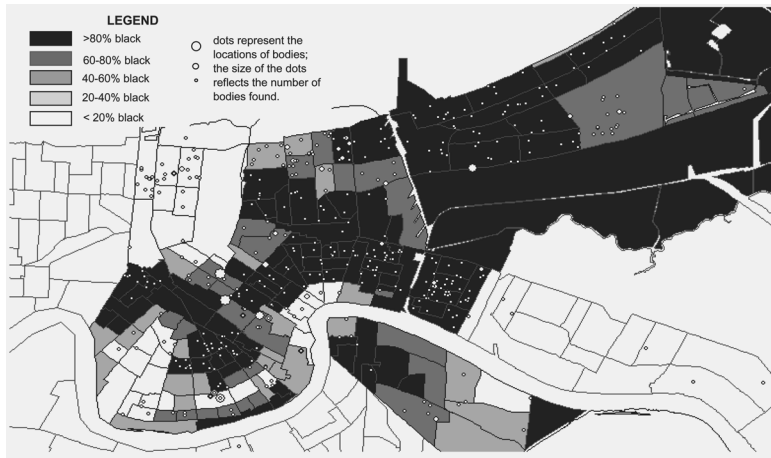 LEGEND
>80% black
60-80% black
40-60% black
20-40% black
< 20% black
dots represent the
locations of bodies;
the size of the dots
reflects the number of
bodies found.